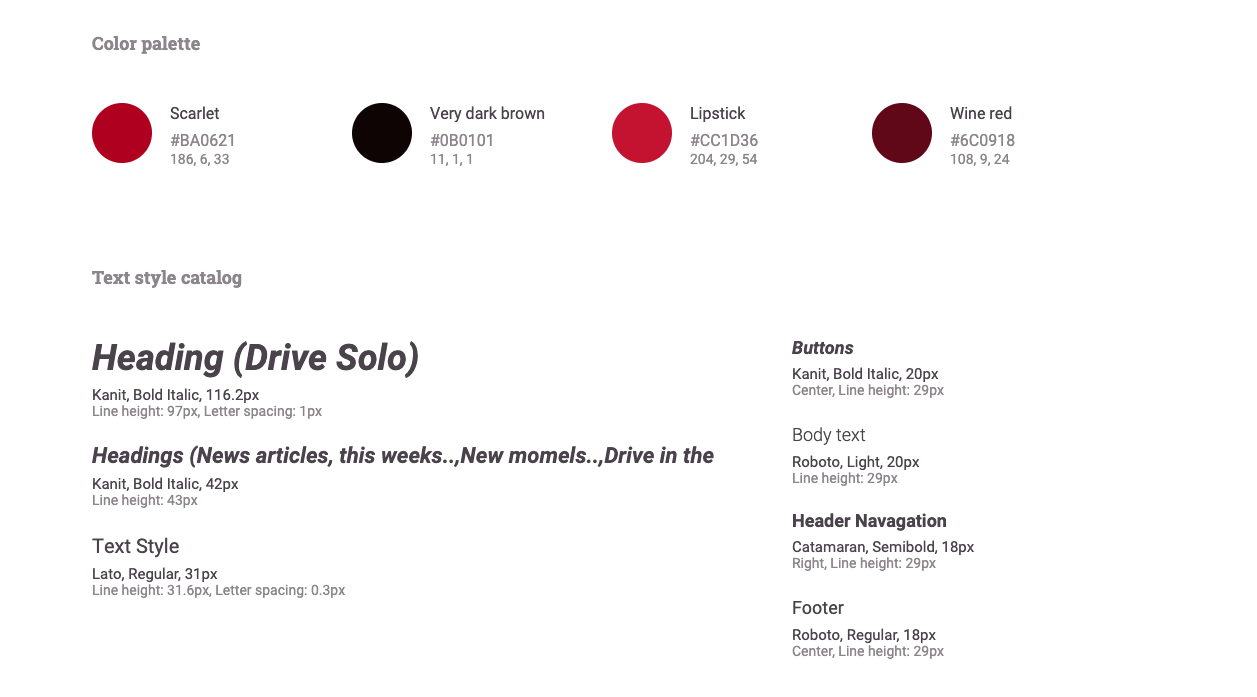 Color palette
Scarlet
#BA0621
186, 6, 33
Very dark brown
#0B0101
11, 1, 1
Lipstick
#CC1D36
204, 29, 54
Wine red
#6C0918
108, 9, 24
Text style catalog
Heading (Drive Solo)
Kanit, Bold Italic, 116.2px
Line height: 97px, Letter spacing: 1px
Headings (News articles, this weeks..,New momels..,Drive in the
Kanit, Bold Italic, 42px
Line height: 43px
Text Style
Lato, Regular, 31px
Line height: 31.6px, Letter spacing: 0.3px
Buttons
Kanit, Bold Italic, 20px
Center, Line height: 29px
Body text
Roboto, Light, 20px
Line height: 29px
Header Navagation
Catamaran, Semibold, 18px
Right, Line height: 29px
Footer
Roboto, Regular, 18px
Center, Line height: 29px